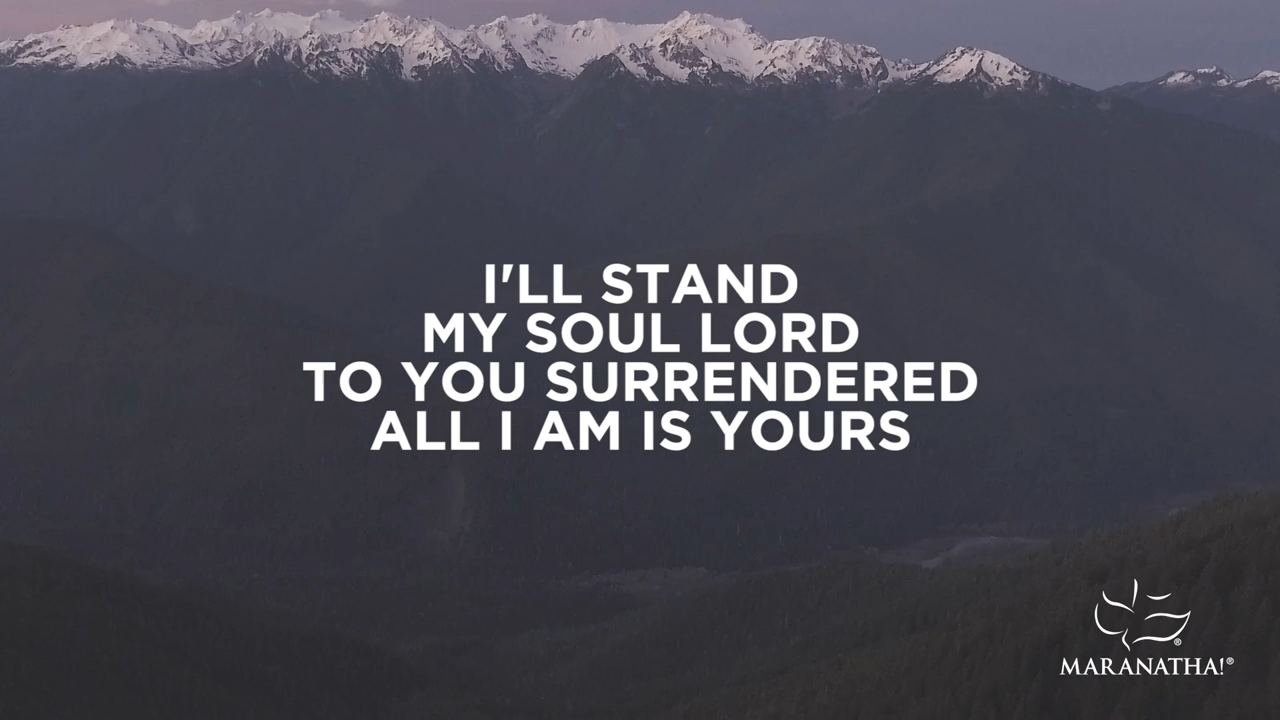 I'LL STAND
MY SOUL LORD
TO YOU SURRENDERED
ALL I AM IS YOURS
®
MARANATHA!®